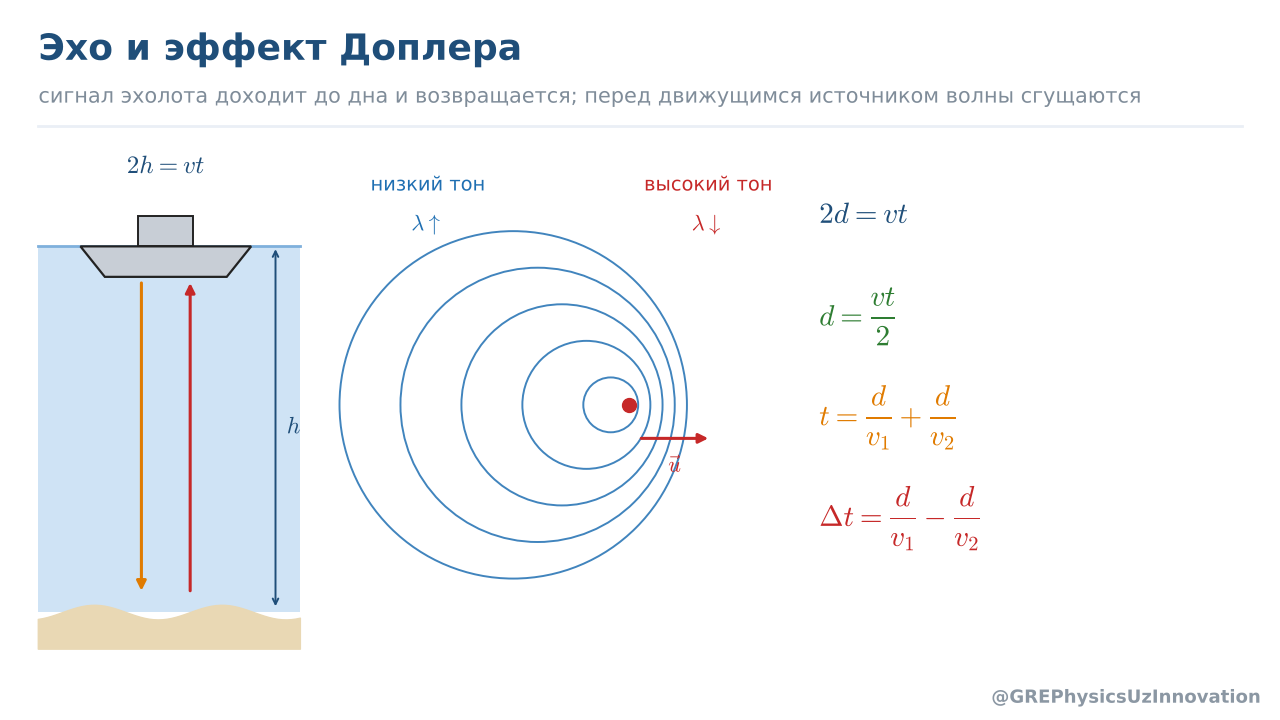 Эхо и эффект Доплера
сигнал эхолота доходит до дна и возвращается; перед движущимся источником волны сгущаются
2h = vt
низкий тон
λ↑
высокий тон
λ↓
h
u⃗
2d = vt
d = vt/2
t = d/v₁ + d/v₂
Δt = d/v₁ − d/v₂
@GREPhysicsUzInnovation